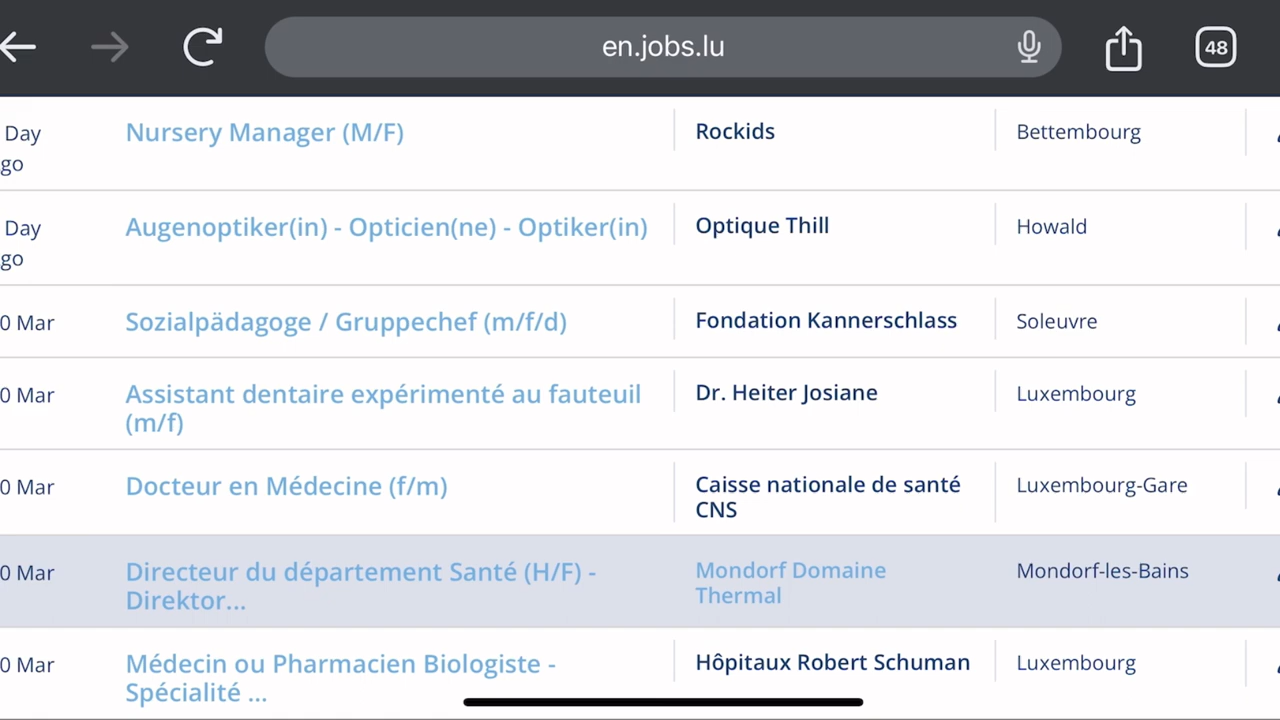 en.jobs.lu
48
Day
go
Nursery Manager (M/F)
Rockids
Bettembourg
Day
go
Augenoptiker(in) - Opticien(ne) - Optiker(in)
Optique Thill
Howald
0 Mar
Sozialpädagoge / Gruppechef (m/f/d)
Fondation Kannerschlass
Soleuvre
0 Mar
Assistant dentaire expérimenté au fauteuil
(m/f)
Dr. Heiter Josiane
Luxembourg
0 Mar
Docteur en Médecine (f/m)
Caisse nationale de santé
CNS
Luxembourg-Gare
0 Mar
Directeur du département Santé (H/F) -
Direktor...
Mondorf Domaine
Thermal
Mondorf-les-Bains
0 Mar
Médecin ou Pharmacien Biologiste -
Spécialité ...
Hôpitaux Robert Schuman
Luxembourg